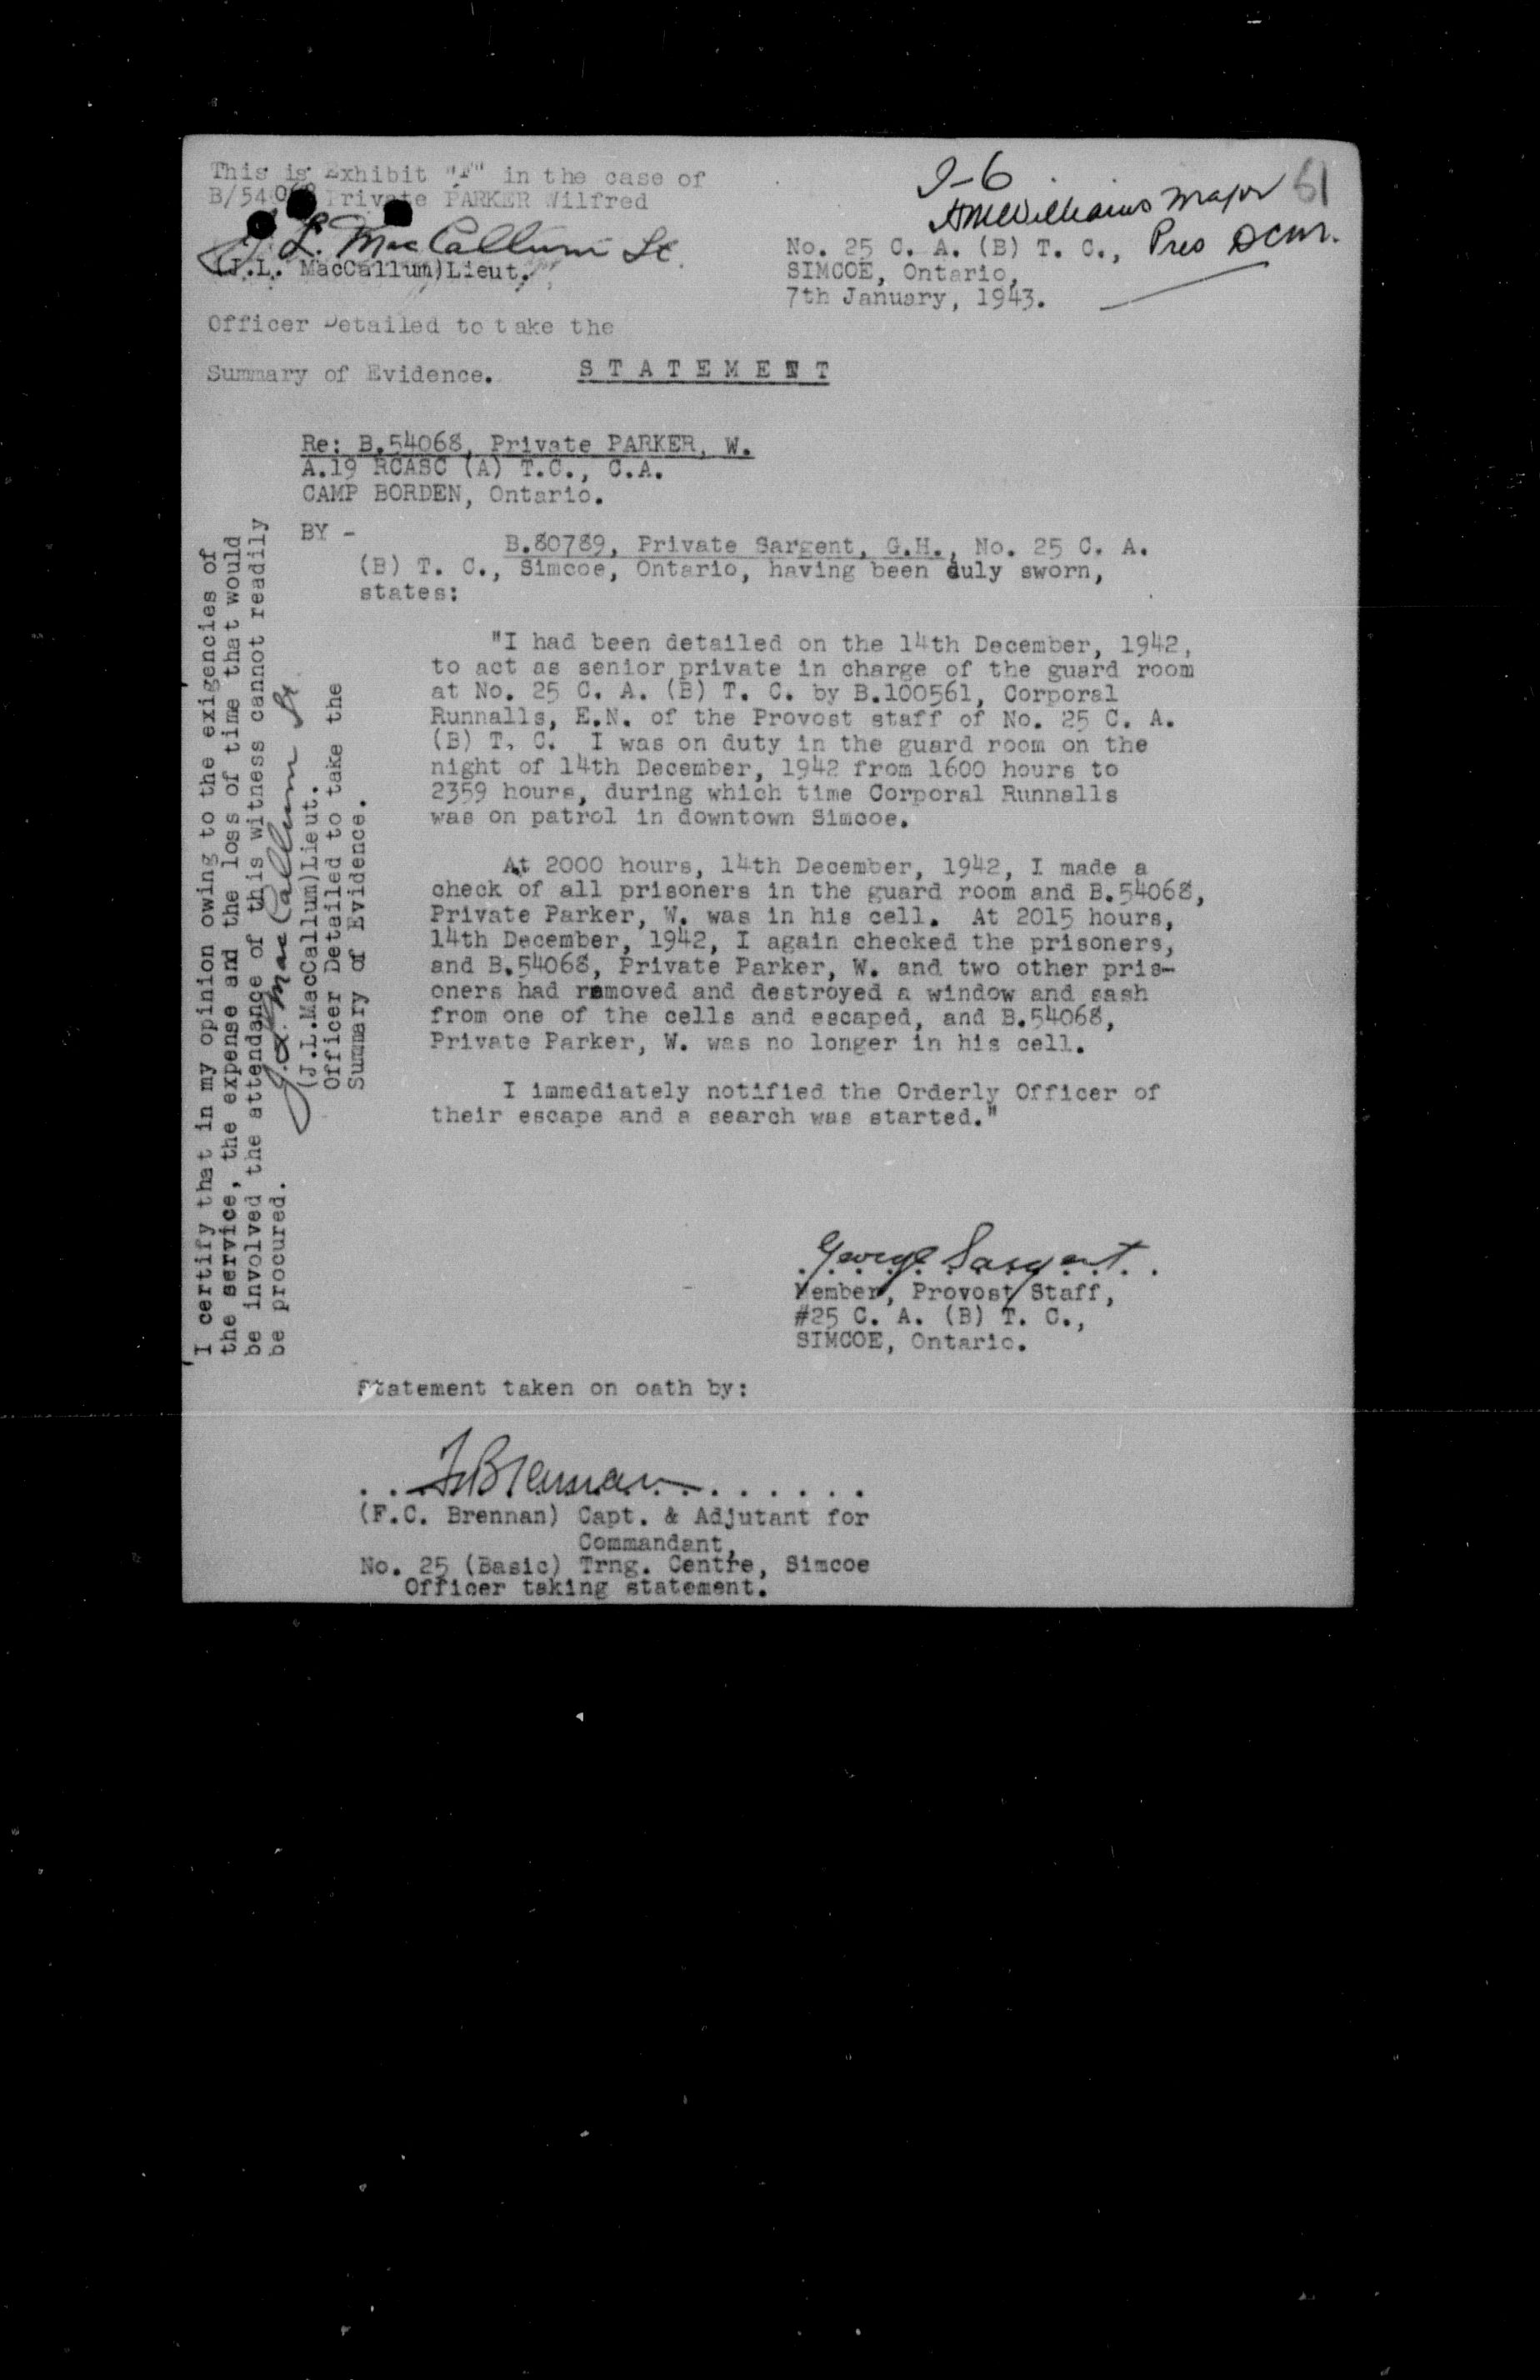 This is Exhibit "F" in the case of
B/54068 Private PARKER Wilfred
J. L. MacCallum Lt.
(J.L. MacCallum)Lieut.
Officer Detailed to take the
Summary of Evidence.
J-6
61
Williams Major
Pres DCM.
No. 25 C. A. (B) T. C.,
SIMCOE, Ontario,
7th January, 1943.
STATEMENT
Re: B.54068, Private PARKER, W.
A.19 RCASC (A) T.C., C.A.
CAMP BORDEN, Ontario.
BY -
B.80789, Private Sargent, G.H., No. 25 C. A.
(B) T. C., Simcoe, Ontario, having been duly sworn,
states:
"I had been detailed on the 14th December, 1942,
to act as senior private in charge of the guard room
at No. 25 C. A. (B) T. C. by B.100561, Corporal
Runnalls, E.N. of the Provost staff of No. 25 C. A.
(B) T. C. I was on duty in the guard room on the
night of 14th December, 1942 from 1600 hours to
2359 hours, during which time Corporal Runnalls
was on patrol in downtown Simcoe.
At 2000 hours, 14th December, 1942, I made a
check of all prisoners in the guard room and B.54068,
Private Parker, W. was in his cell. At 2015 hours,
14th December, 1942, I again checked the prisoners,
and B.54068, Private Parker, W. and two other pris-
oners had removed and destroyed a window and sash
from one of the cells and escaped, and B.54068,
Private Parker, W. was no longer in his cell.
I immediately notified the Orderly Officer of
their escape and a search was started."
George Sargent
Member, Provost Staff,
#25 C. A. (B) T. C.,
SIMCOE, Ontario.
Statement taken on oath by:
F Brennan
(F.C. Brennan) Capt. & Adjutant for
Commandant,
No. 25 (Basic) Trng. Centre, Simcoe
Officer taking statement.
I certify that in my opinion owing to the exigencies of
the service, the expense and the loss of time that would
be involved the attendance of this witness cannot readily
be procured.
J. L. MacCallum Lt
(J.L.MacCallum)Lieut.
Officer Detailed to take the
Summary of Evidence.